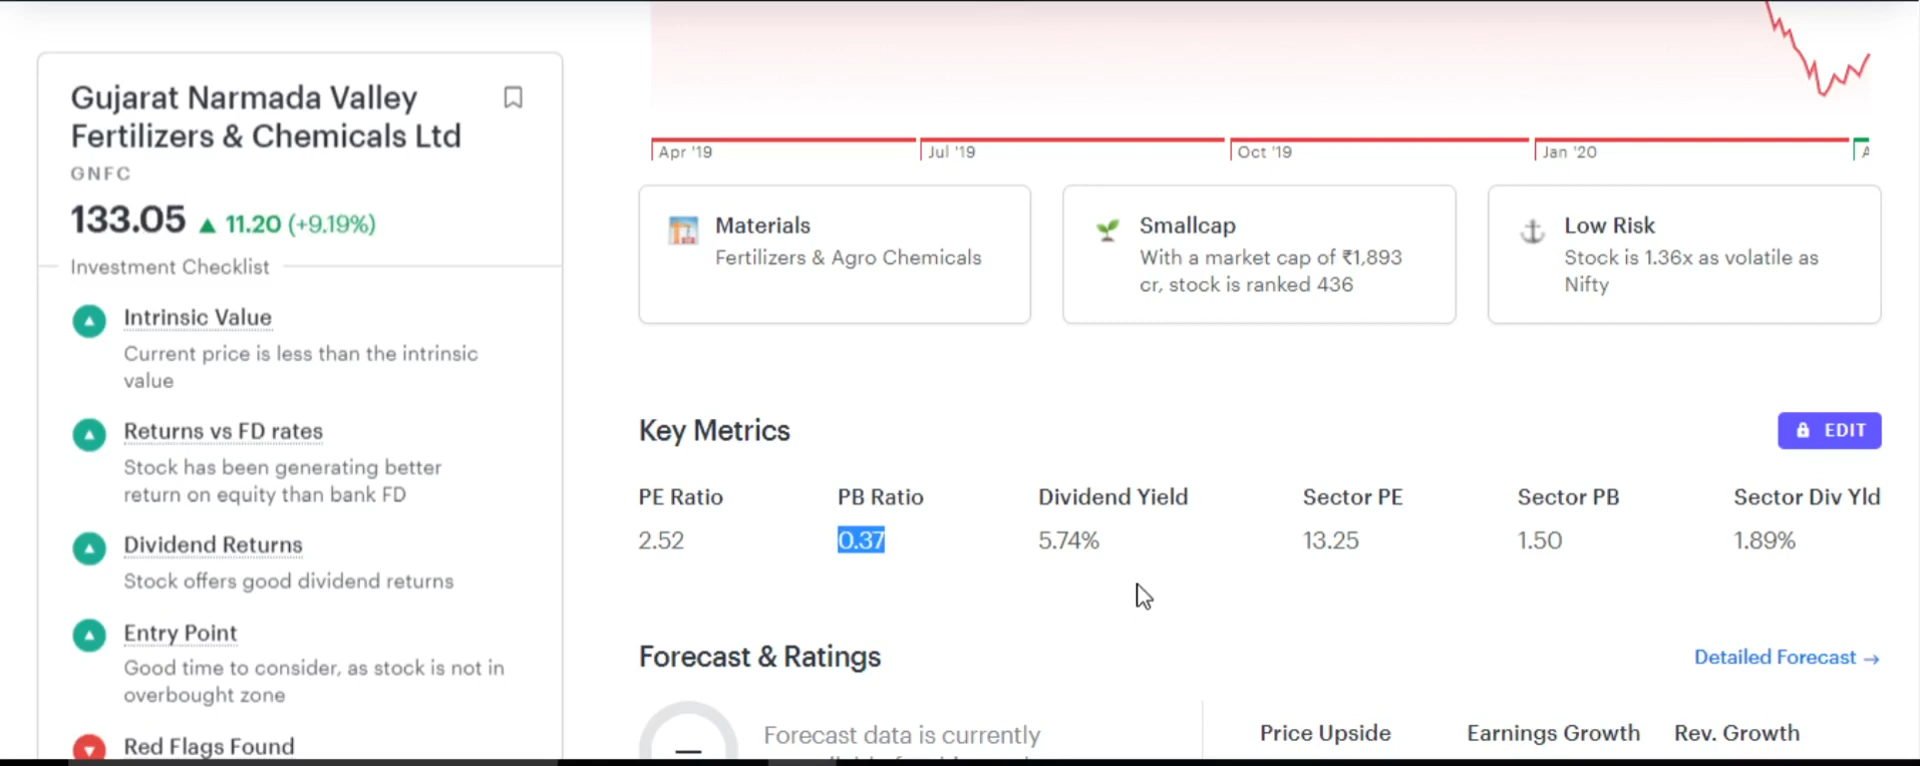 Gujarat Narmada Valley
Fertilizers & Chemicals Ltd
GNFC
133.05 ▲ 11.20 (+9.19%)
Investment Checklist
Intrinsic Value
Current price is less than the intrinsic
value
Returns vs FD rates
Stock has been generating better
return on equity than bank FD
Dividend Returns
Stock offers good dividend returns
Entry Point
Good time to consider, as stock is not in
overbought zone
Red Flags Found
Apr '19 Jul '19 Oct '19 Jan '20
Materials
Fertilizers & Agro Chemicals
Smallcap
With a market cap of ₹1,893
cr, stock is ranked 436
Low Risk
Stock is 1.36x as volatile as
Nifty
Key Metrics
EDIT
PE Ratio PB Ratio Dividend Yield Sector PE Sector PB Sector Div Yld
2.52 0.37 5.74% 13.25 1.50 1.89%
Forecast & Ratings
Detailed Forecast →
Forecast data is currently
Price Upside Earnings Growth Rev. Growth